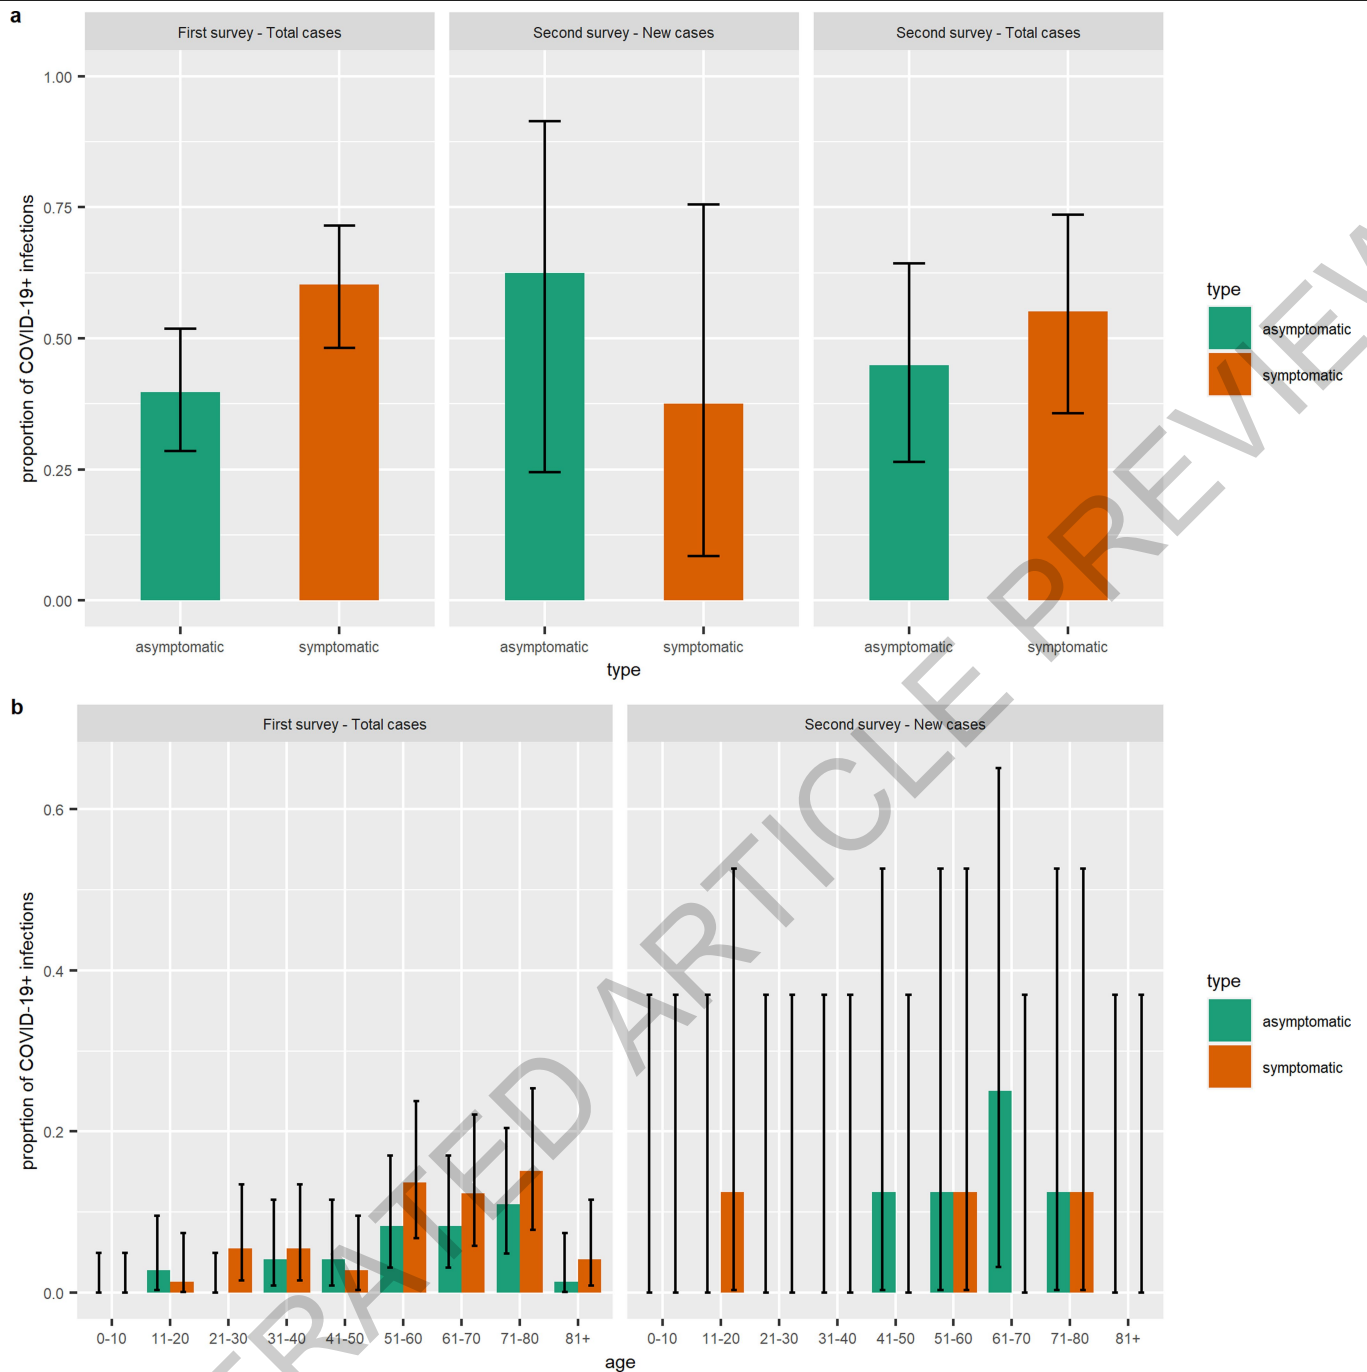 a
First survey - Total cases
Second survey - New cases
Second survey - Total cases
1.00
0.75
0.50
0.25
0.00
proportion of COVID-19+ infections
asymptomatic
symptomatic
asymptomatic
symptomatic
asymptomatic
symptomatic
type
type
asymptomatic
symptomatic
b
First survey - Total cases
Second survey - New cases
0.6
0.4
0.2
0.0
proprtion of COVID-19+ infections
0-10
11-20
21-30
31-40
41-50
51-60
61-70
71-80
81+
0-10
11-20
21-30
31-40
41-50
51-60
61-70
71-80
81+
age
type
asymptomatic
symptomatic
ARTICLE PREVIEW